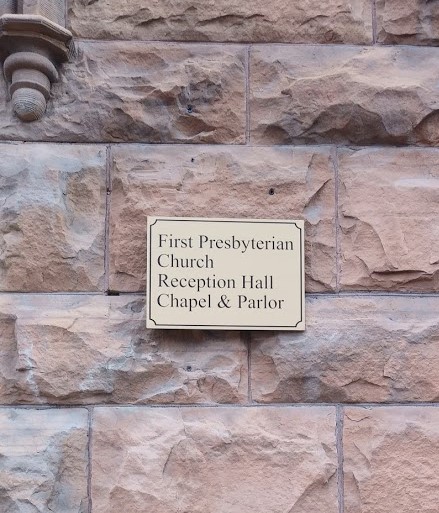 First Presbyterian
Church
Reception Hall
Chapel & Parlor